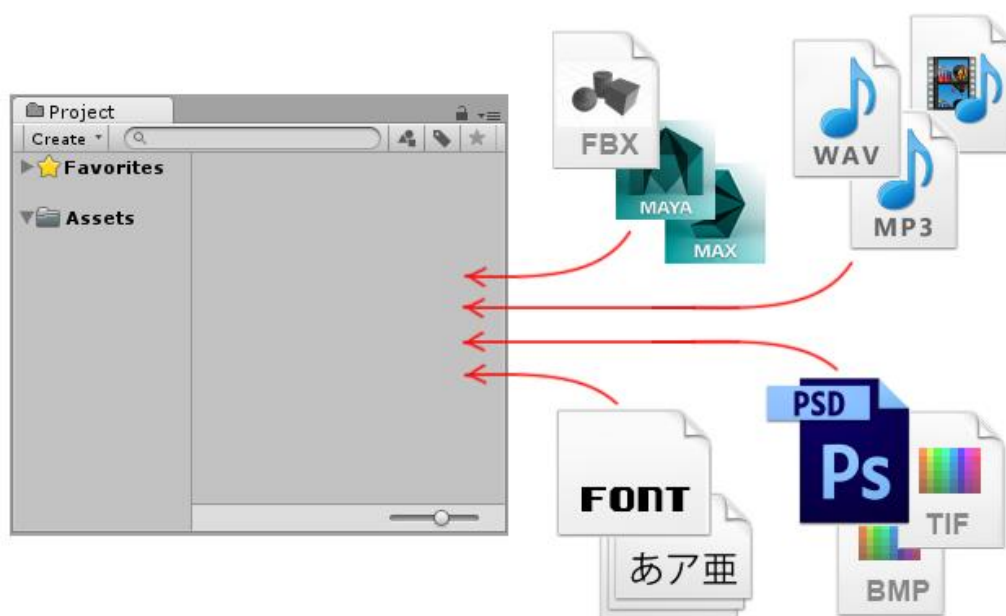 Project
Create
Favorites
Assets
FBX
MAYA
MAX
WAV
MP3
FONT
あア亜
PSD
Ps
TIF
BMP